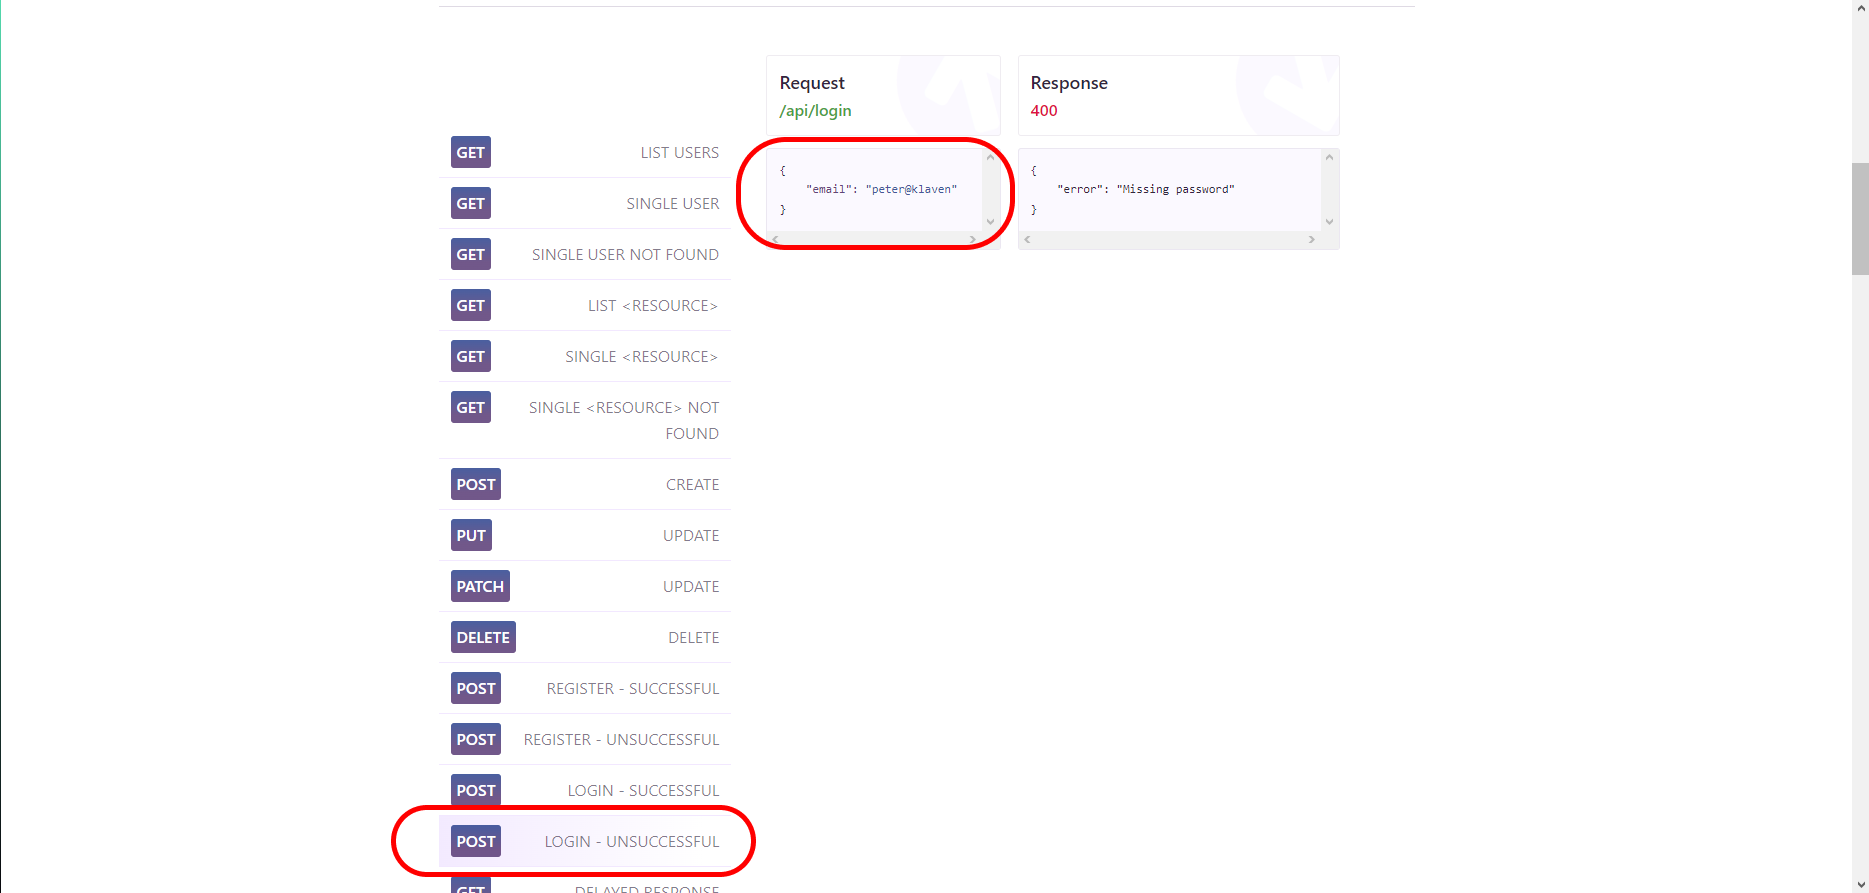 Request
/api/login
Response
400
{
"email": "peter@klaven"
}
{
"error": "Missing password"
}
GET LIST USERS
GET SINGLE USER
GET SINGLE USER NOT FOUND
GET LIST <RESOURCE>
GET SINGLE <RESOURCE>
GET SINGLE <RESOURCE> NOT
FOUND
POST CREATE
PUT UPDATE
PATCH UPDATE
DELETE DELETE
POST REGISTER - SUCCESSFUL
POST REGISTER - UNSUCCESSFUL
POST LOGIN - SUCCESSFUL
POST LOGIN - UNSUCCESSFUL
GET DELAYED RESPONSE